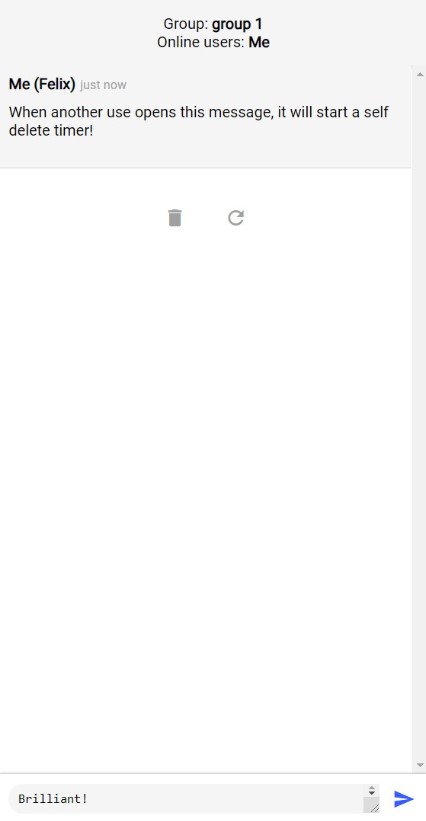 Group: group 1
Online users: Me
Me (Felix) just now
When another use opens this message, it will start a self
delete timer!
Brilliant!